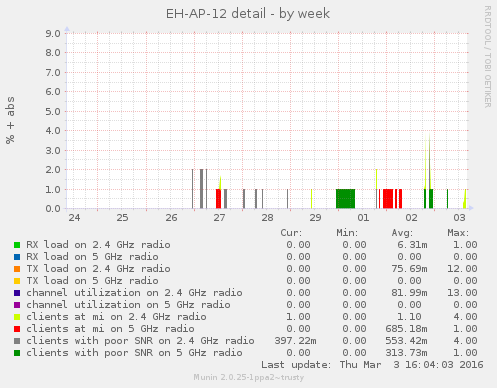 EH-AP-12 detail - by week
RRDTOOL / TOBI OETIKER
% + abs
9.0
8.0
7.0
6.0
5.0
4.0
3.0
2.0
1.0
0.0
24 25 26 27 28 29 01 02 03
Cur: Min: Avg: Max:
RX load on 2.4 GHz radio 0.00 0.00 6.31m 1.00
RX load on 5 GHz radio 0.00 0.00 0.00 0.00
TX load on 2.4 GHz radio 0.00 0.00 75.69m 12.00
TX load on 5 GHz radio 0.00 0.00 0.00 0.00
channel utilization on 2.4 GHz radio 0.00 0.00 81.99m 13.00
channel utilization on 5 GHz radio 0.00 0.00 0.00 0.00
clients at mi on 2.4 GHz radio 1.00 0.00 1.10 4.00
clients at mi on 5 GHz radio 0.00 0.00 685.18m 1.00
clients with poor SNR on 2.4 GHz radio 397.22m 0.00 553.42m 4.00
clients with poor SNR on 5 GHz radio 0.00 0.00 313.73m 1.00
Last update: Thu Mar 3 16:04:03 2016
Munin 2.0.25-1ppa2~trusty